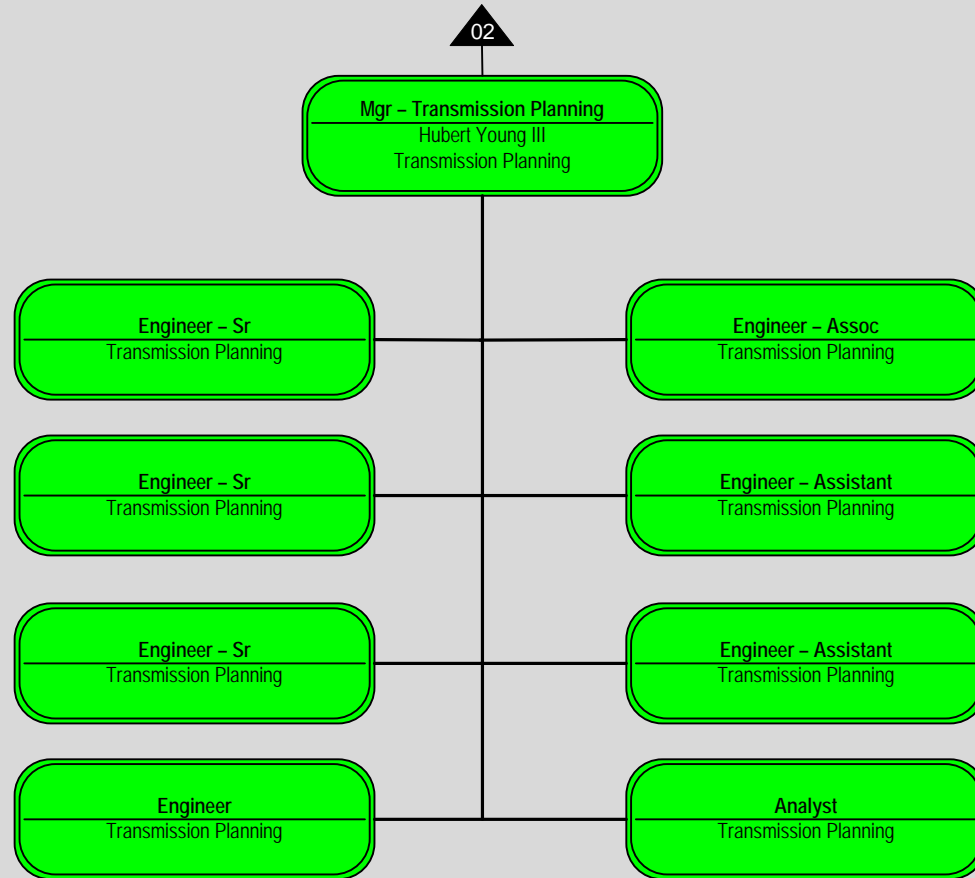 02
Mgr – Transmission Planning
Hubert Young III
Transmission Planning
Engineer – Sr
Transmission Planning
Engineer – Assoc
Transmission Planning
Engineer – Sr
Transmission Planning
Engineer – Assistant
Transmission Planning
Engineer – Sr
Transmission Planning
Engineer – Assistant
Transmission Planning
Engineer
Transmission Planning
Analyst
Transmission Planning